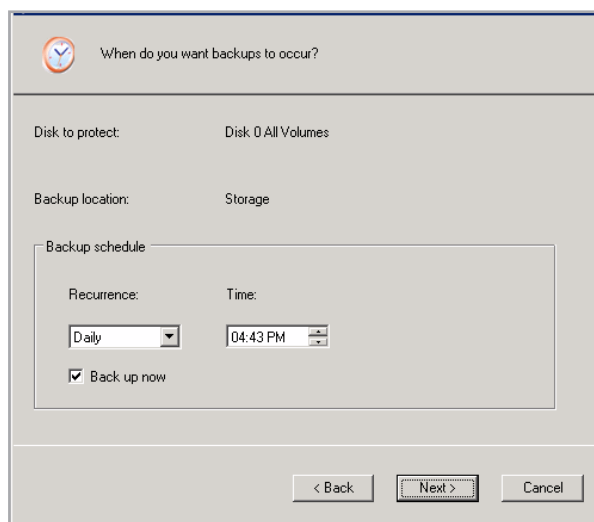 When do you want backups to occur?
Disk to protect: Disk 0 All Volumes
Backup location: Storage
Backup schedule
Recurrence: Time:
Daily 04:43 PM
Back up now
< Back Next > Cancel